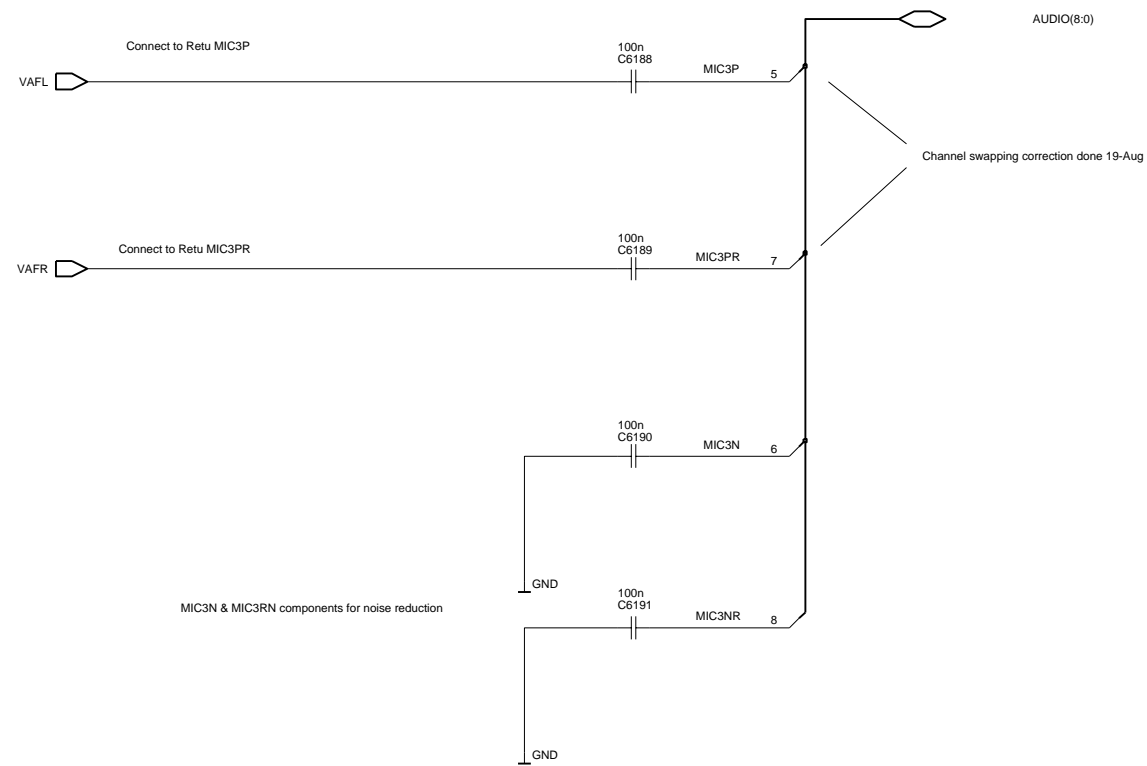 AUDIO(8:0)
Connect to Retu MIC3P
100n
C6188
MIC3P
5
VAFL
Channel swapping correction done 19-Aug
Connect to Retu MIC3PR
100n
C6189
MIC3PR
7
VAFR
100n
C6190
MIC3N
6
GND
100n
C6191
MIC3N & MIC3RN components for noise reduction
MIC3NR
8
GND